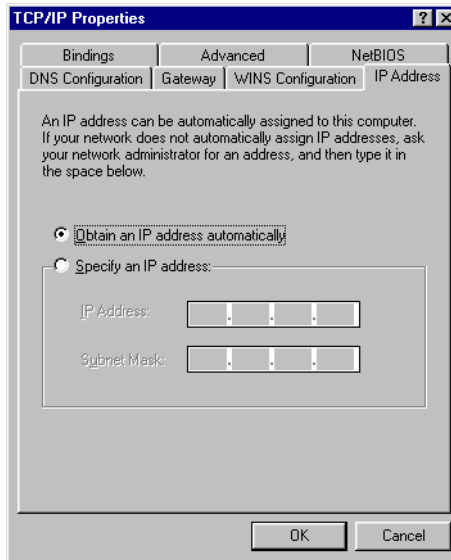 TCP/IP Properties
Bindings Advanced NetBIOS
DNS Configuration Gateway WINS Configuration IP Address
An IP address can be automatically assigned to this computer.
If your network does not automatically assign IP addresses, ask
your network administrator for an address, and then type it in
the space below.
Obtain an IP address automatically
Specify an IP address:
IP Address:
Subnet Mask:
OK Cancel